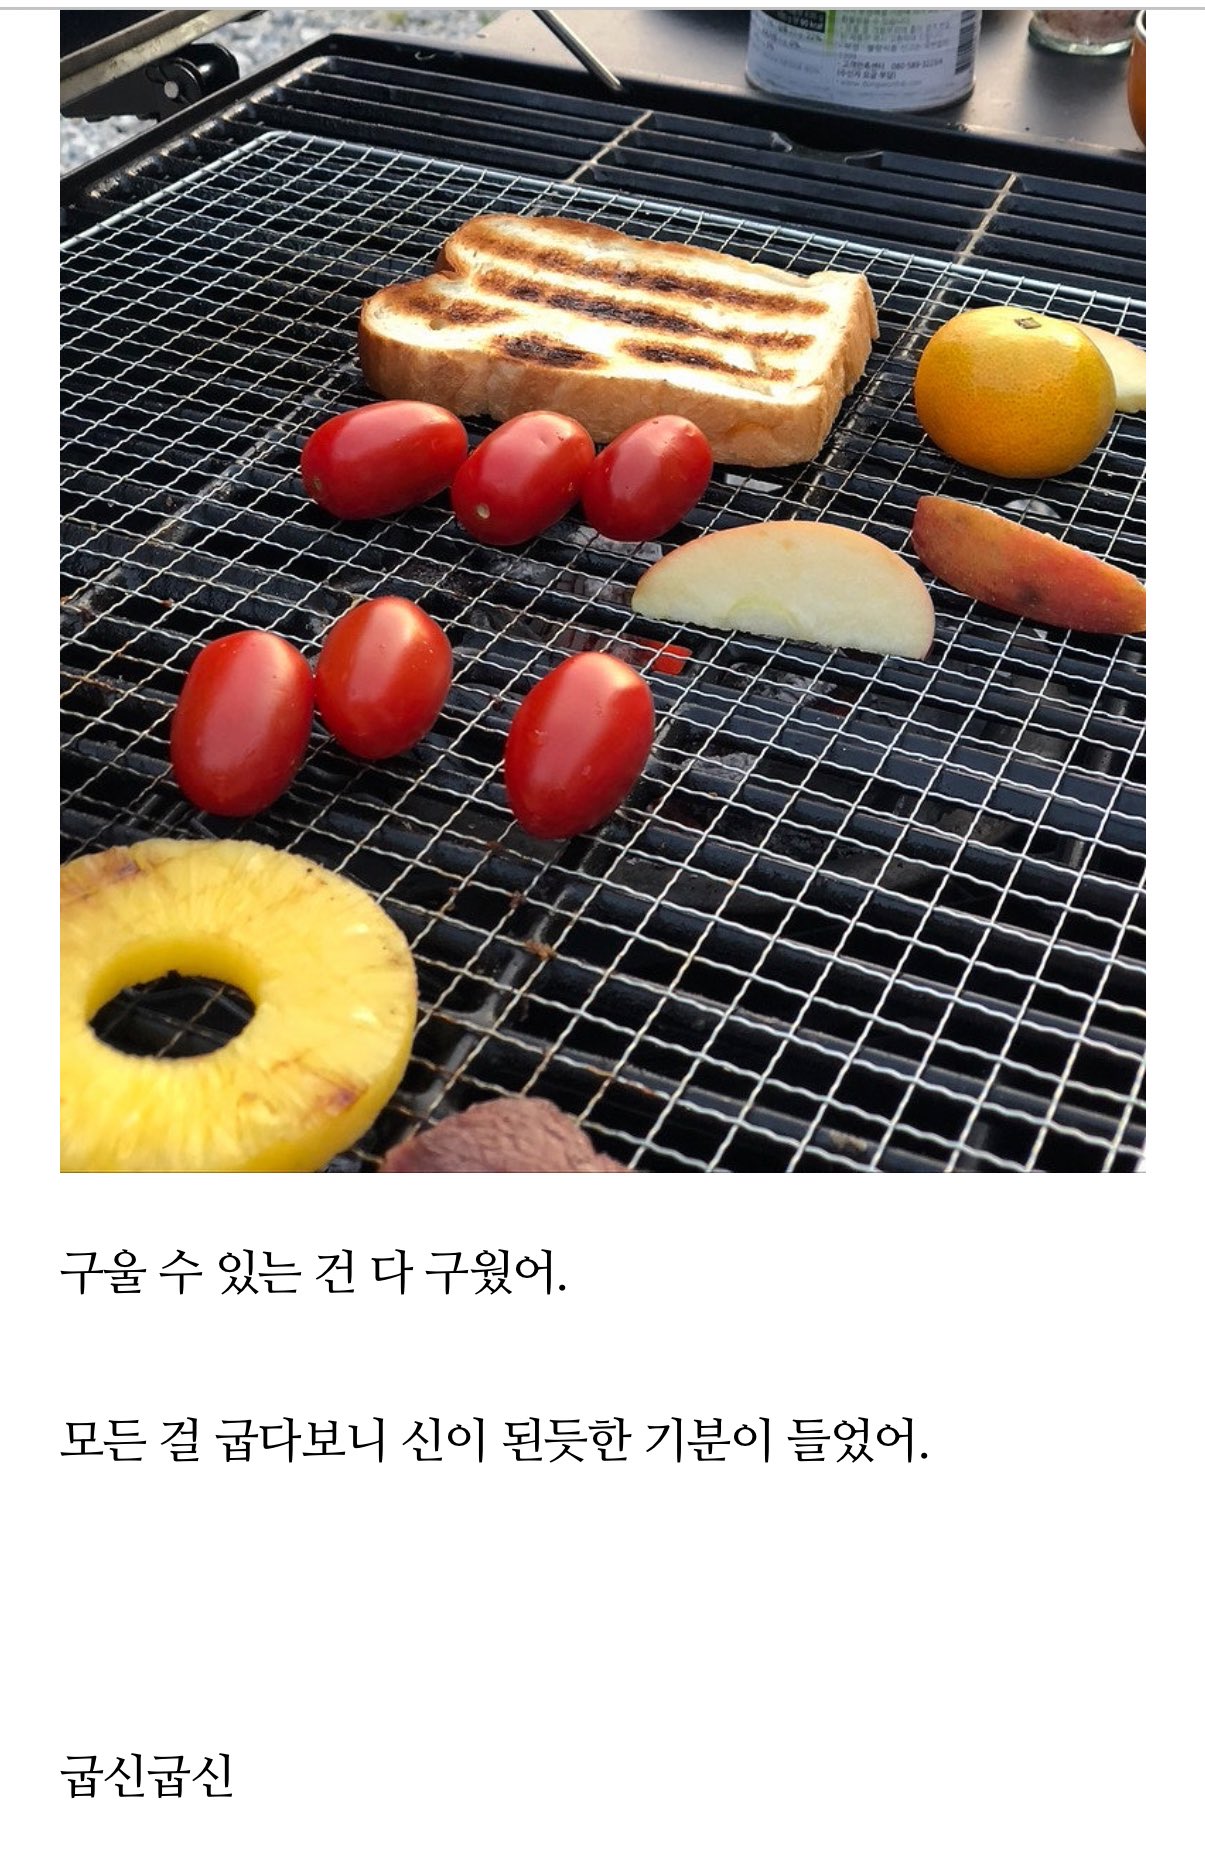 구울 수 있는 건 다 구웠어.
모든 걸 굽다보니 신이 된듯한 기분이 들었어.
굽신굽신